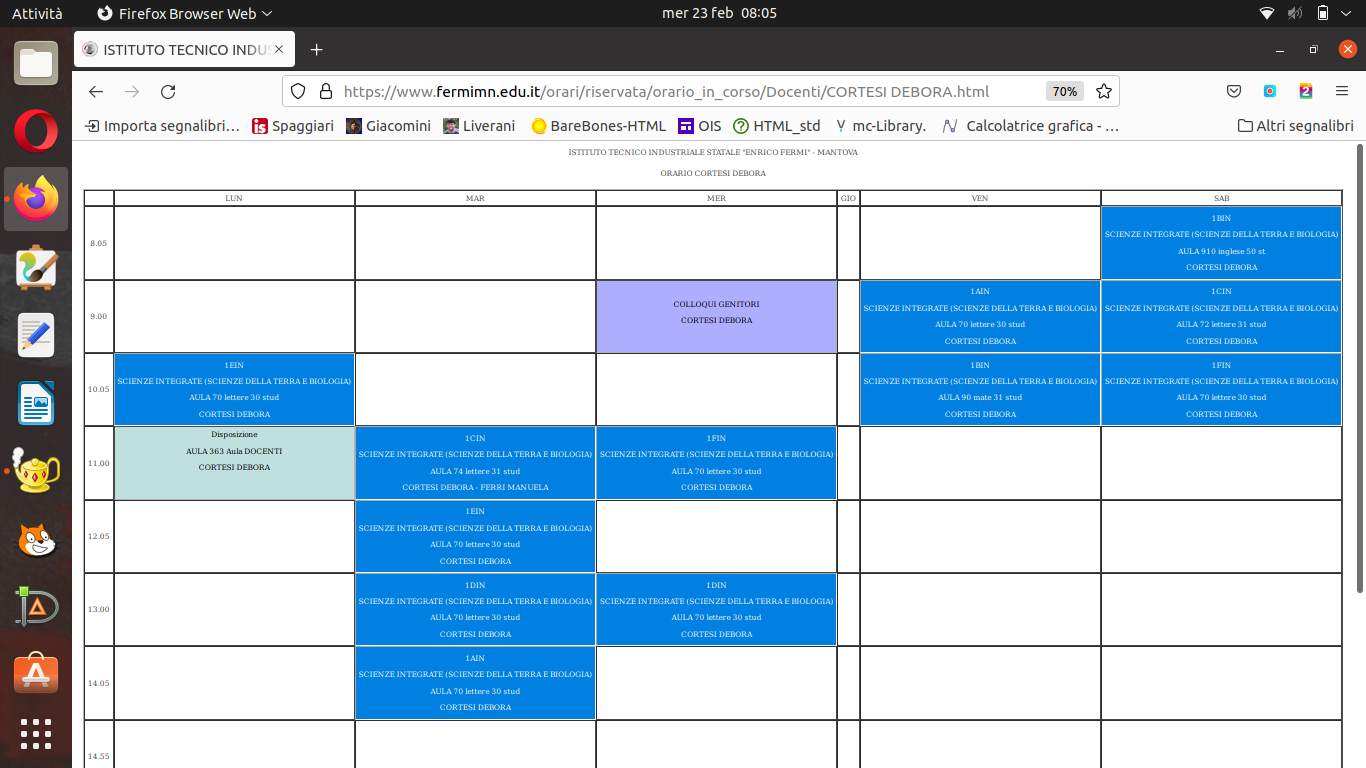 Attività
Firefox Browser Web
mer 23 feb 08:05
ISTITUTO TECNICO INDUS
https://www.fermimn.edu.it/orari/riservata/orario_in_corso/Docenti/CORTESI DEBORA.html
70%
2
Importa segnalibri…
Spaggiari
Giacomini
Liverani
BareBones-HTML
OIS
HTML_std
mc-Library.
Calcolatrice grafica - …
Altri segnalibri
ISTITUTO TECNICO INDUSTRIALE STATALE "ENRICO FERMI" - MANTOVA
ORARIO CORTESI DEBORA
LUN
MAR
MER
GIO
VEN
SAB
8.05
1BIN
SCIENZE INTEGRATE (SCIENZE DELLA TERRA E BIOLOGIA)
AULA 910 inglese 50 st
CORTESI DEBORA
9.00
COLLOQUI GENITORI
CORTESI DEBORA
1AIN
SCIENZE INTEGRATE (SCIENZE DELLA TERRA E BIOLOGIA)
AULA 70 lettere 30 stud
CORTESI DEBORA
1CIN
SCIENZE INTEGRATE (SCIENZE DELLA TERRA E BIOLOGIA)
AULA 72 lettere 31 stud
CORTESI DEBORA
10.05
1EIN
SCIENZE INTEGRATE (SCIENZE DELLA TERRA E BIOLOGIA)
AULA 70 lettere 30 stud
CORTESI DEBORA
1BIN
SCIENZE INTEGRATE (SCIENZE DELLA TERRA E BIOLOGIA)
AULA 90 mate 31 stud
CORTESI DEBORA
1FIN
SCIENZE INTEGRATE (SCIENZE DELLA TERRA E BIOLOGIA)
AULA 70 lettere 30 stud
CORTESI DEBORA
11.00
Disposizione
AULA 363 Aula DOCENTI
CORTESI DEBORA
1CIN
SCIENZE INTEGRATE (SCIENZE DELLA TERRA E BIOLOGIA)
AULA 74 lettere 31 stud
CORTESI DEBORA - FERRI MANUELA
1FIN
SCIENZE INTEGRATE (SCIENZE DELLA TERRA E BIOLOGIA)
AULA 70 lettere 30 stud
CORTESI DEBORA
12.05
1EIN
SCIENZE INTEGRATE (SCIENZE DELLA TERRA E BIOLOGIA)
AULA 70 lettere 30 stud
CORTESI DEBORA
13.00
1DIN
SCIENZE INTEGRATE (SCIENZE DELLA TERRA E BIOLOGIA)
AULA 70 lettere 30 stud
CORTESI DEBORA
1DIN
SCIENZE INTEGRATE (SCIENZE DELLA TERRA E BIOLOGIA)
AULA 70 lettere 30 stud
CORTESI DEBORA
14.05
1AIN
SCIENZE INTEGRATE (SCIENZE DELLA TERRA E BIOLOGIA)
AULA 70 lettere 30 stud
CORTESI DEBORA
14.55